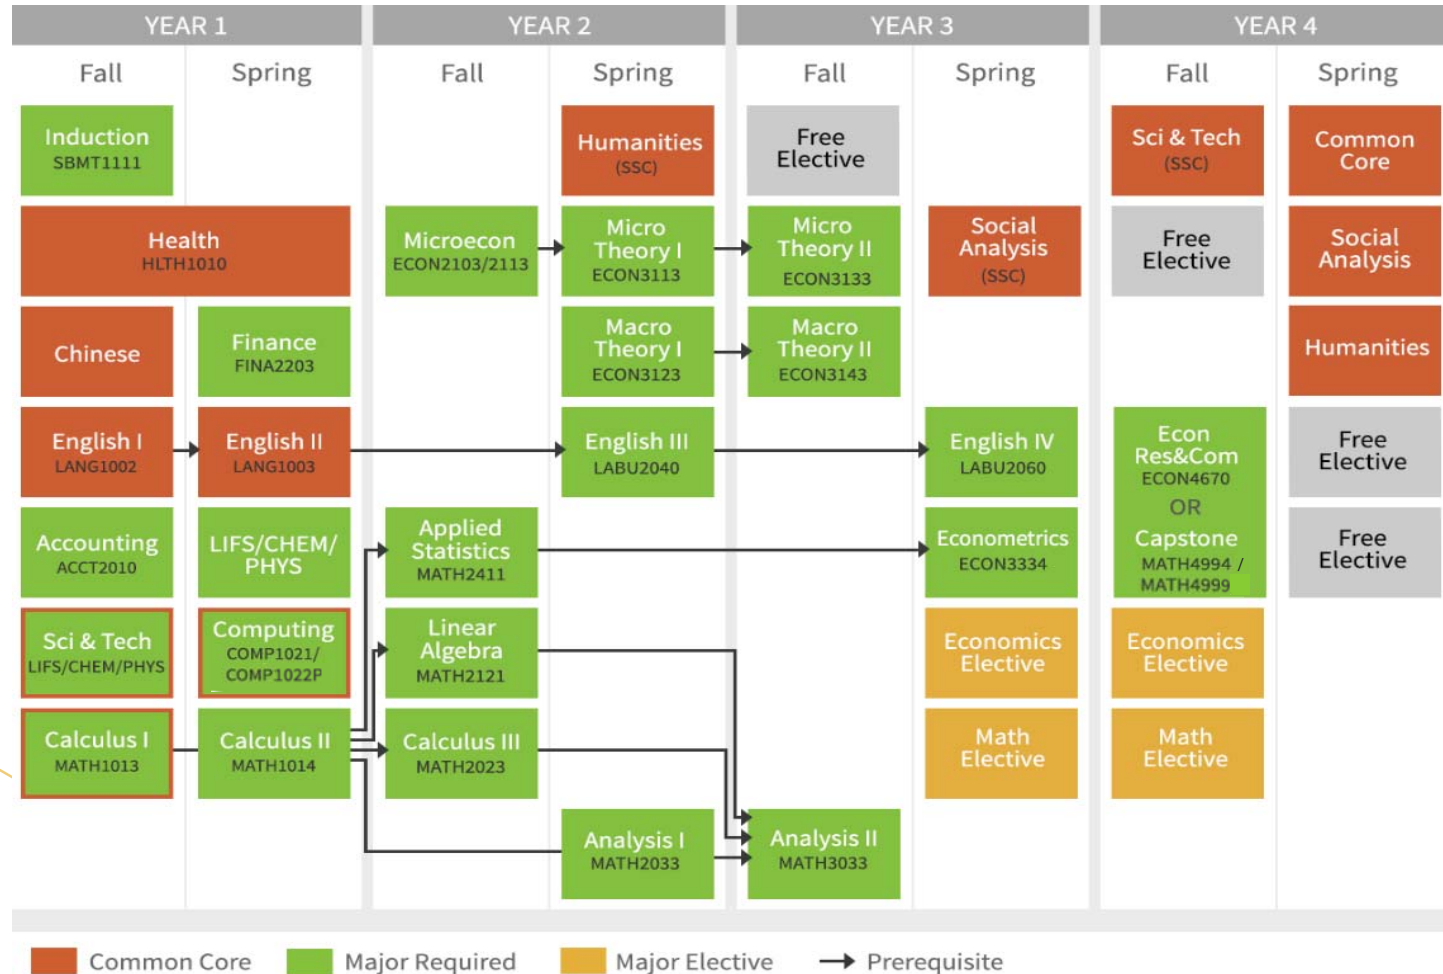 YEAR 1
YEAR 2
YEAR 3
YEAR 4
Fall
Spring
Fall
Spring
Fall
Spring
Fall
Spring
Induction
SBMT1111
Humanities
(SSC)
Free
Elective
Sci & Tech
(SSC)
Common
Core
Health
HLTH1010
Microecon
ECON2103/2113
Micro
Theory I
ECON3113
Micro
Theory II
ECON3133
Social
Analysis
(SSC)
Free
Elective
Social
Analysis
Chinese
Finance
FINA2203
Macro
Theory I
ECON3123
Macro
Theory II
ECON3143
Humanities
English I
LANG1002
English II
LANG1003
English III
LABU2040
English IV
LABU2060
Econ
Res&Com
ECON4670
OR
Capstone
MATH4994 /
MATH4999
Free
Elective
Accounting
ACCT2010
LIFS/CHEM/
PHYS
Applied
Statistics
MATH2411
Econometrics
ECON3334
Free
Elective
Sci & Tech
LIFS/CHEM/PHYS
Computing
COMP1021/
COMP1022P
Linear
Algebra
MATH2121
Economics
Elective
Economics
Elective
Calculus I
MATH1013
Calculus II
MATH1014
Calculus III
MATH2023
Math
Elective
Math
Elective
Analysis I
MATH2033
Analysis II
MATH3033
Common Core
Major Required
Major Elective
Prerequisite